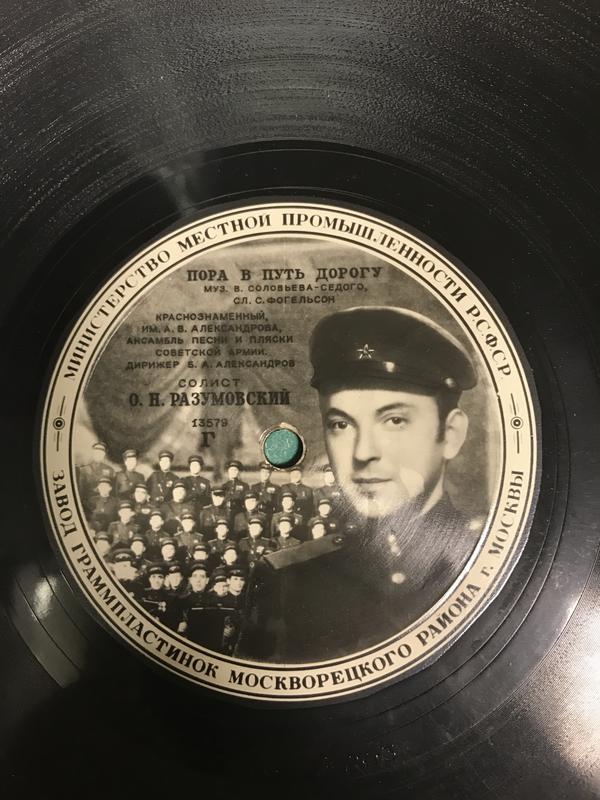 МИНИСТЕРСТВО МЕСТНОЙ ПРОМЫШЛЕННОСТИ Р.С.Ф.С.Р.
ПОРА В ПУТЬ ДОРОГУ
МУЗ. В. СОЛОВЬЕВА-СЕДОГО,
СЛ. С. ФОГЕЛЬСОН
КРАСНОЗНАМЕННЫЙ,
ИМ. А. В. АЛЕКСАНДРОВА,
АНСАМБЛЬ ПЕСНИ И ПЛЯСКИ
СОВЕТСКОЙ АРМИИ.
ДИРИЖЕР Б. А. АЛЕКСАНДРОВ
СОЛИСТ
О. Н. РАЗУМОВСКИЙ
13579
Г
ЗАВОД ГРАММПЛАСТИНОК МОСКВОРЕЦКОГО РАЙОНА Г. МОСКВЫ